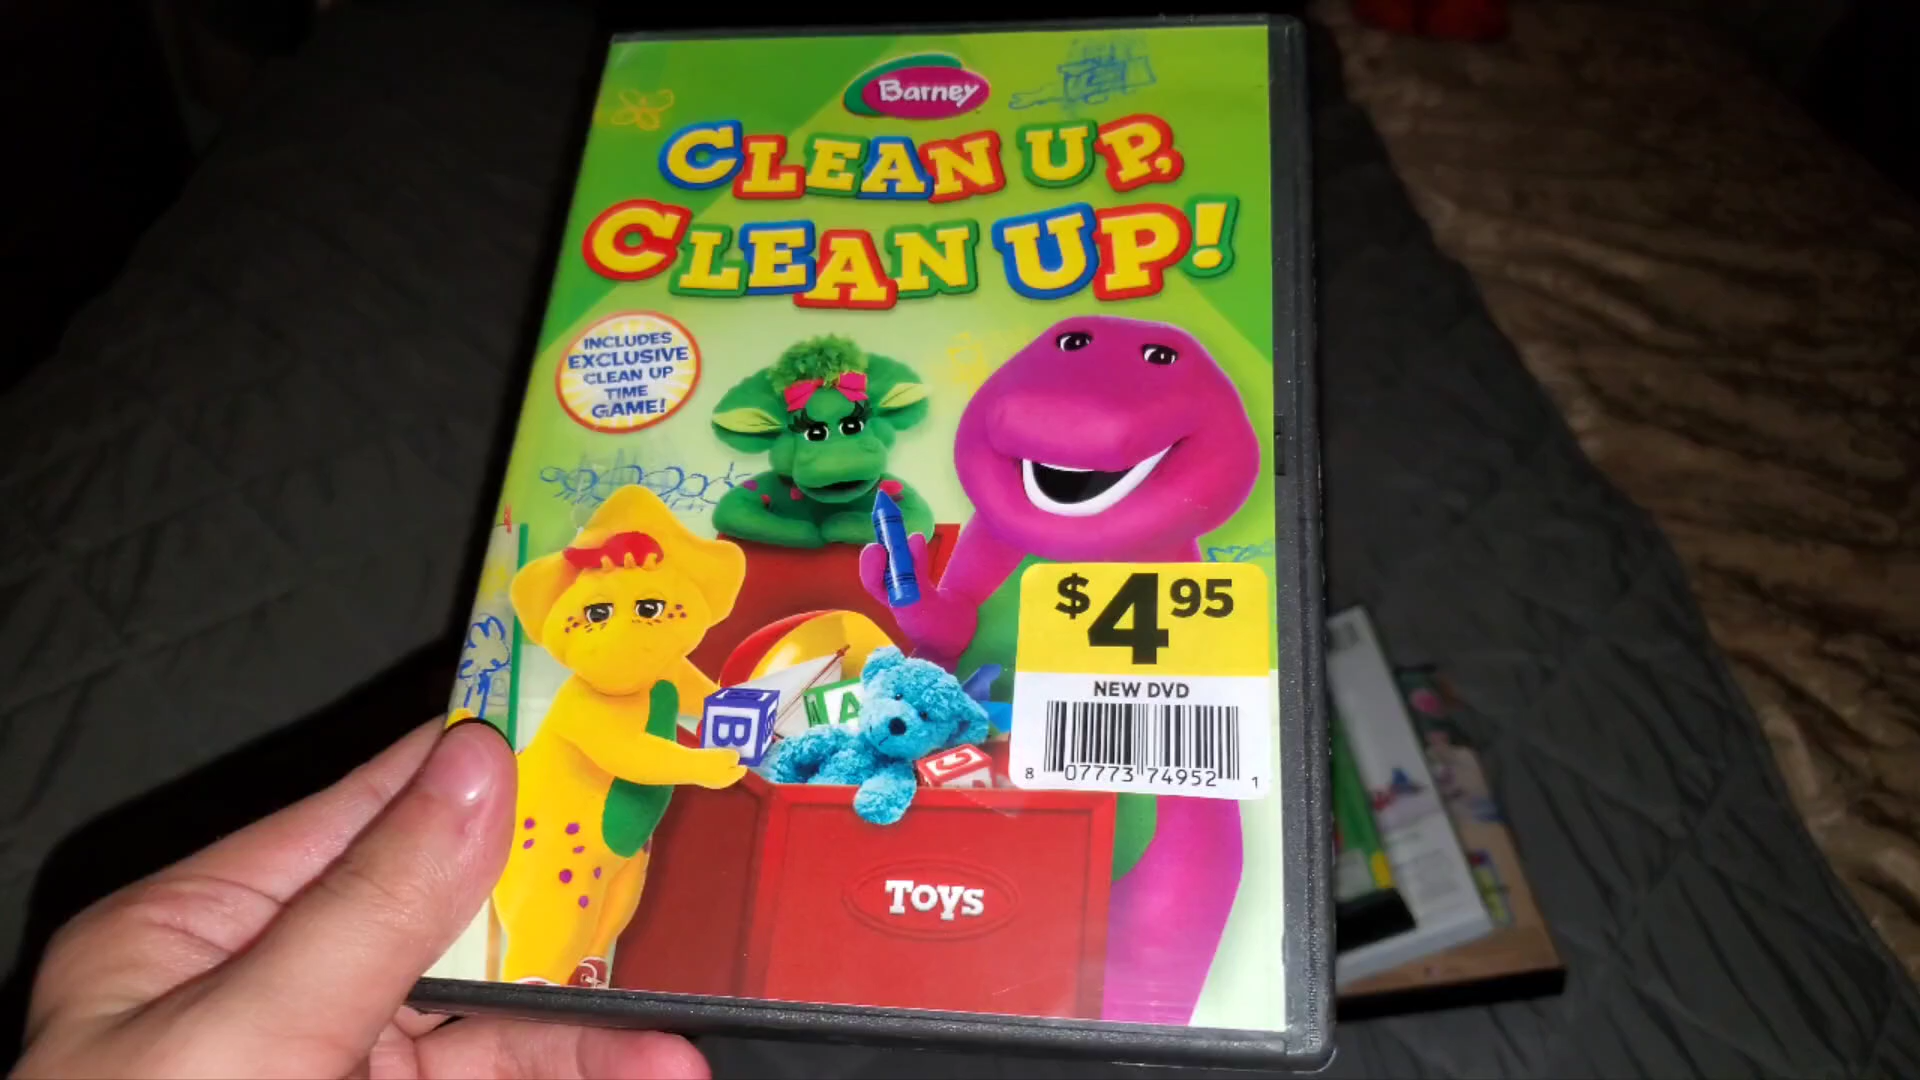 Barney
CLEAN UP,
CLEAN UP!
INCLUDES
EXCLUSIVE
CLEAN UP
TIME
GAME!
$4 95
NEW DVD
8 07773 74952 1
B
A
C
TOYS